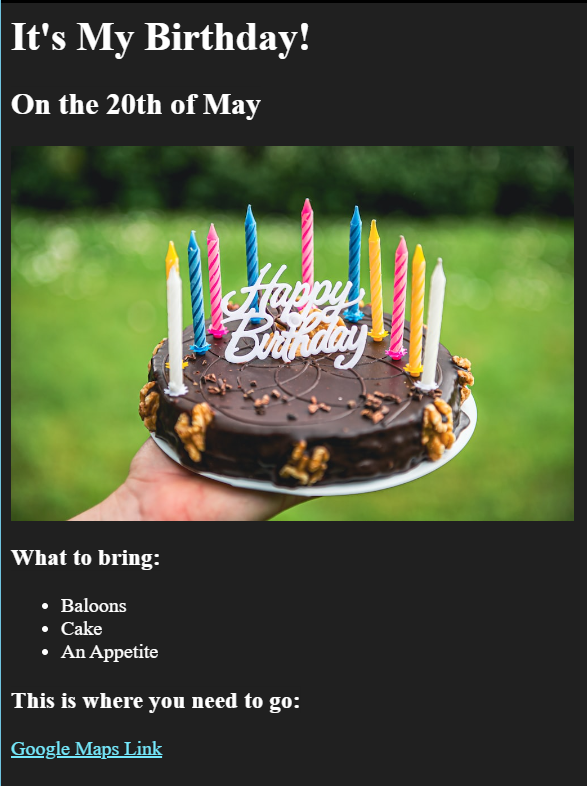 It's My Birthday!
On the 20th of May
Happy
Birthday
What to bring:
Baloons
Cake
An Appetite
This is where you need to go:
Google Maps Link